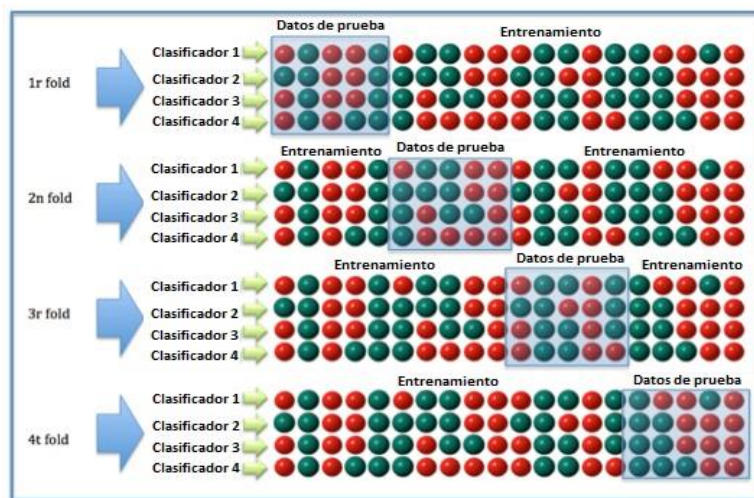 Datos de prueba
Entrenamiento
1r fold
Clasificador 1
Clasificador 2
Clasificador 3
Clasificador 4
Entrenamiento
Datos de prueba
Entrenamiento
2n fold
Clasificador 1
Clasificador 2
Clasificador 3
Clasificador 4
Entrenamiento
Datos de prueba
Entrenamiento
3r fold
Clasificador 1
Clasificador 2
Clasificador 3
Clasificador 4
Entrenamiento
Datos de prueba
4t fold
Clasificador 1
Clasificador 2
Clasificador 3
Clasificador 4